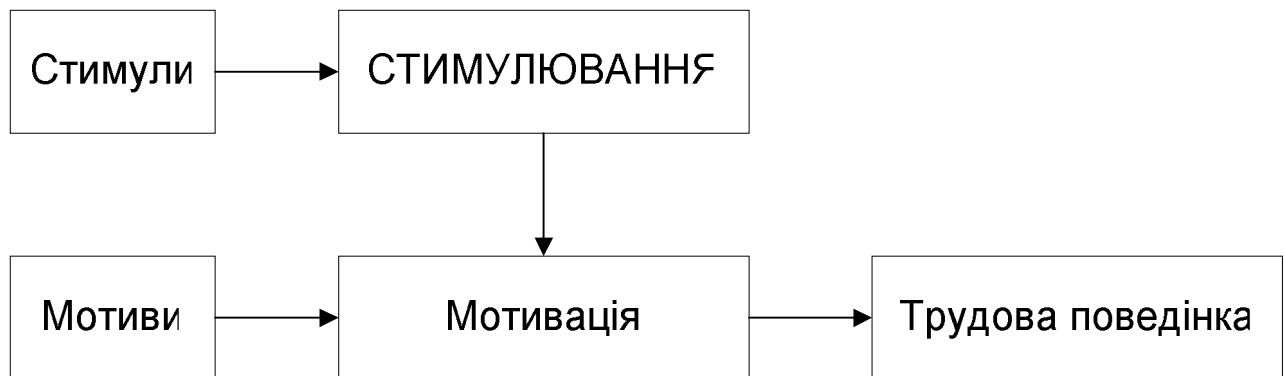 Стимули
СТИМУЛЮВАННЯ
Мотиви
Мотивація
Трудова поведінка